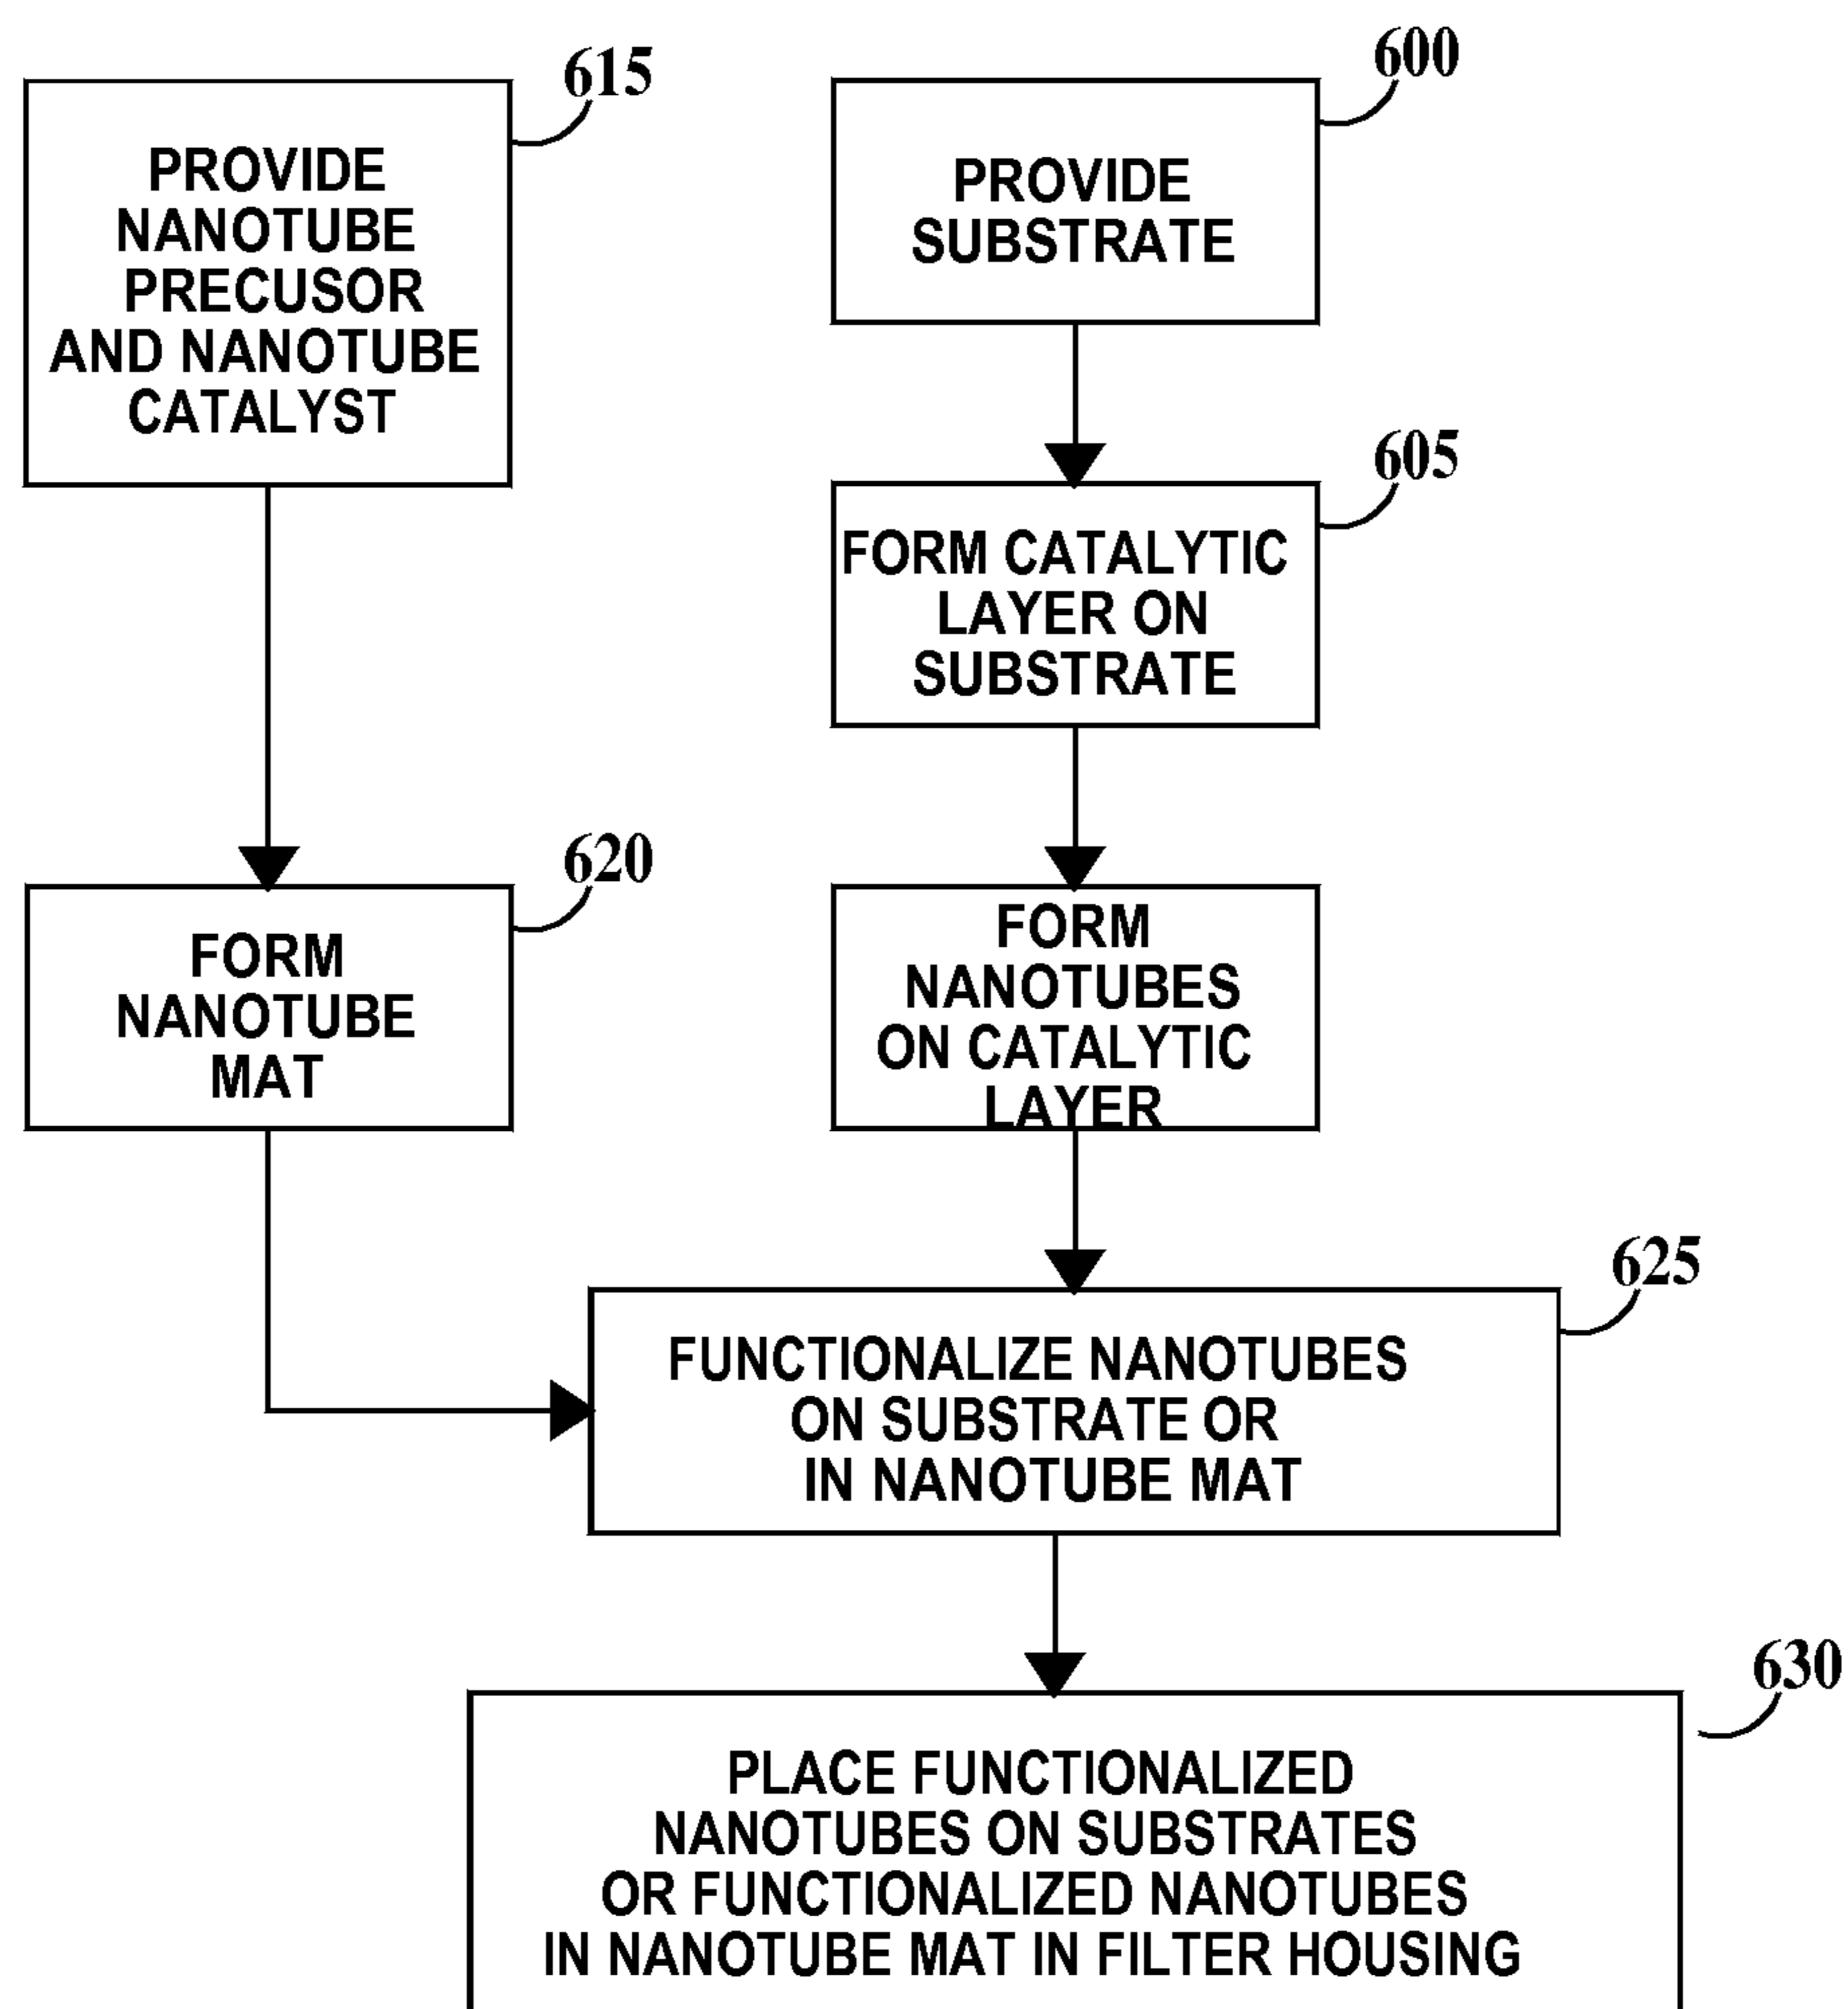 615
PROVIDE
NANOTUBE
PRECUSOR
AND NANOTUBE
CATALYST
600
PROVIDE
SUBSTRATE
605
FORM CATALYTIC
LAYER ON
SUBSTRATE
620
FORM
NANOTUBE
MAT
FORM
NANOTUBES
ON CATALYTIC
LAYER
625
FUNCTIONALIZE NANOTUBES
ON SUBSTRATE OR
IN NANOTUBE MAT
630
PLACE FUNCTIONALIZED
NANOTUBES ON SUBSTRATES
OR FUNCTIONALIZED NANOTUBES
IN NANOTUBE MAT IN FILTER HOUSING